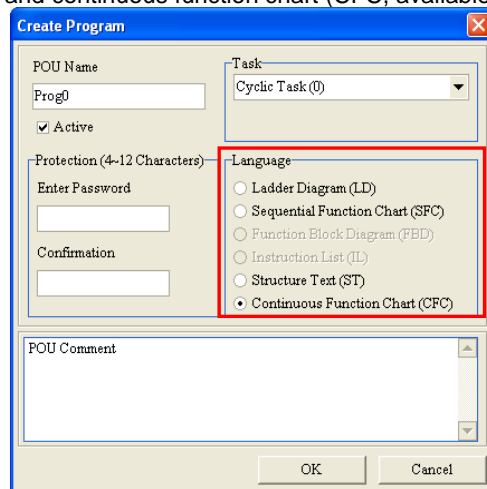 and continuous function chart (CFC, available
Create Program
POU Name
Prog0
Active
Task
Cyclic Task (0)
Protection (4~12 Characters)
Enter Password
Confirmation
Language
Ladder Diagram (LD)
Sequential Function Chart (SFC)
Function Block Diagram (FBD)
Instruction List (IL)
Structure Text (ST)
Continuous Function Chart (CFC)
POU Comment
OK
Cancel